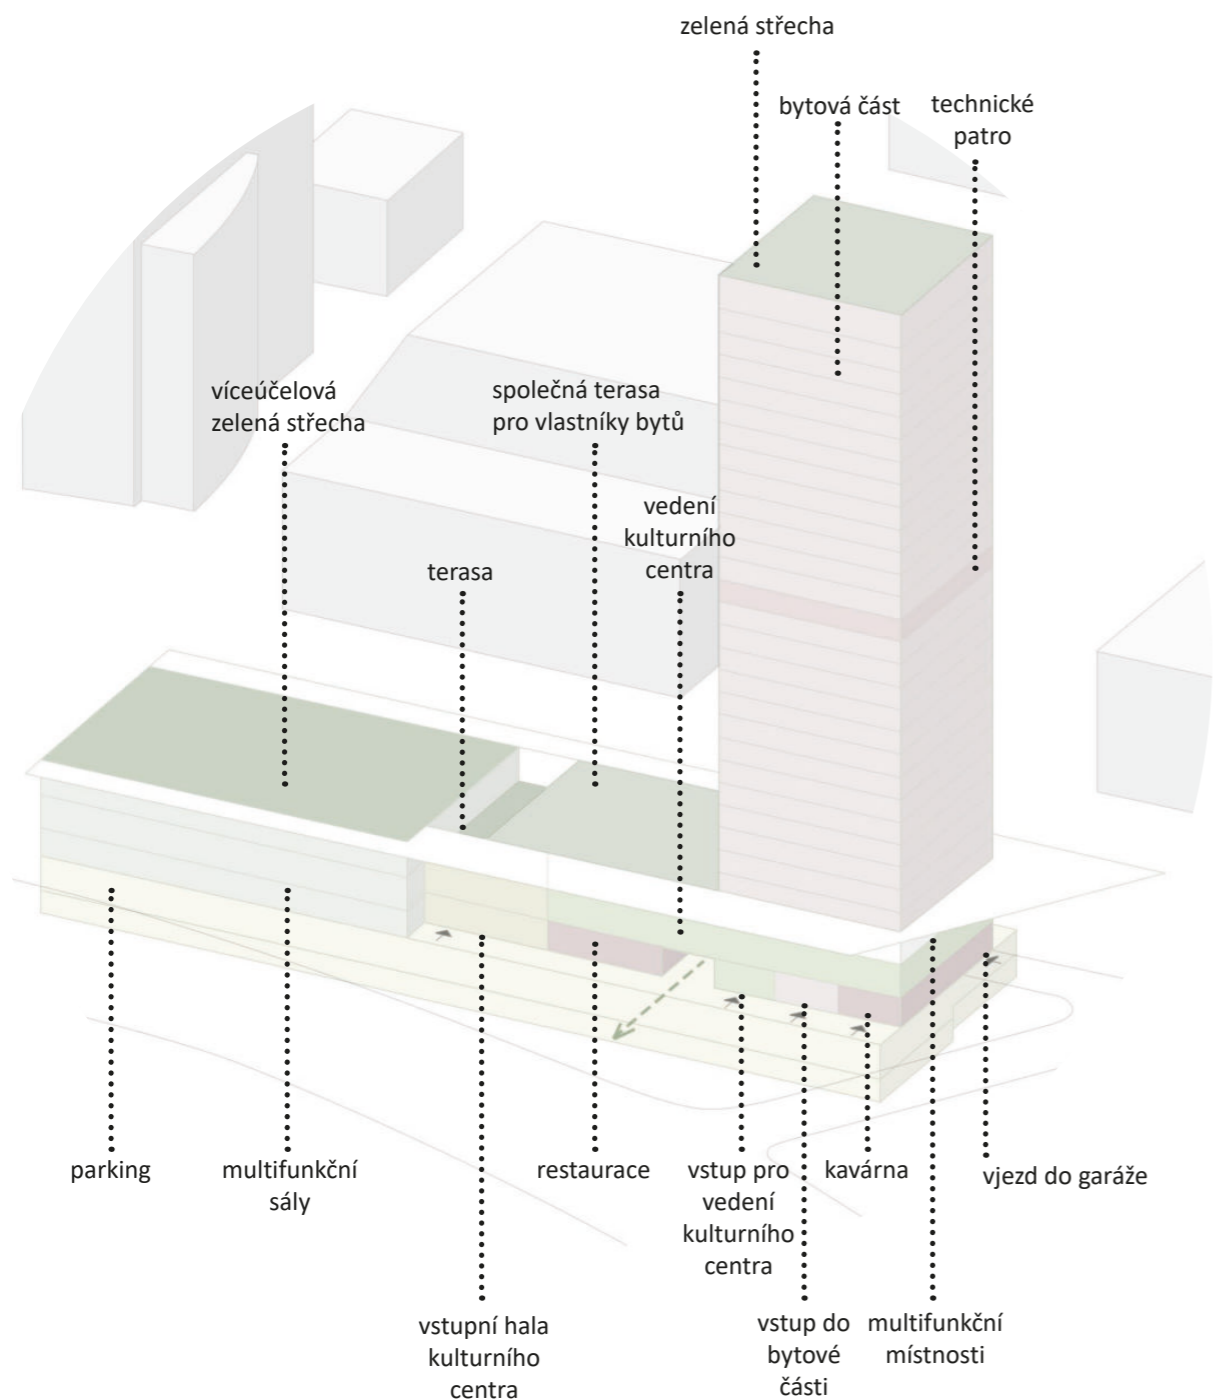 zelená střecha
bytová část
technické
patro
víceúčelová
zelená střecha
společná terasa
pro vlastníky bytů
vedení
kulturního
centra
terasa
parking
multifunkční
sály
restaurace
vstup pro
vedení
kulturního
centra
kavárna
vjezd do garáže
vstupní hala
kulturního
centra
vstup do
bytové
části
multifunkční
místnosti